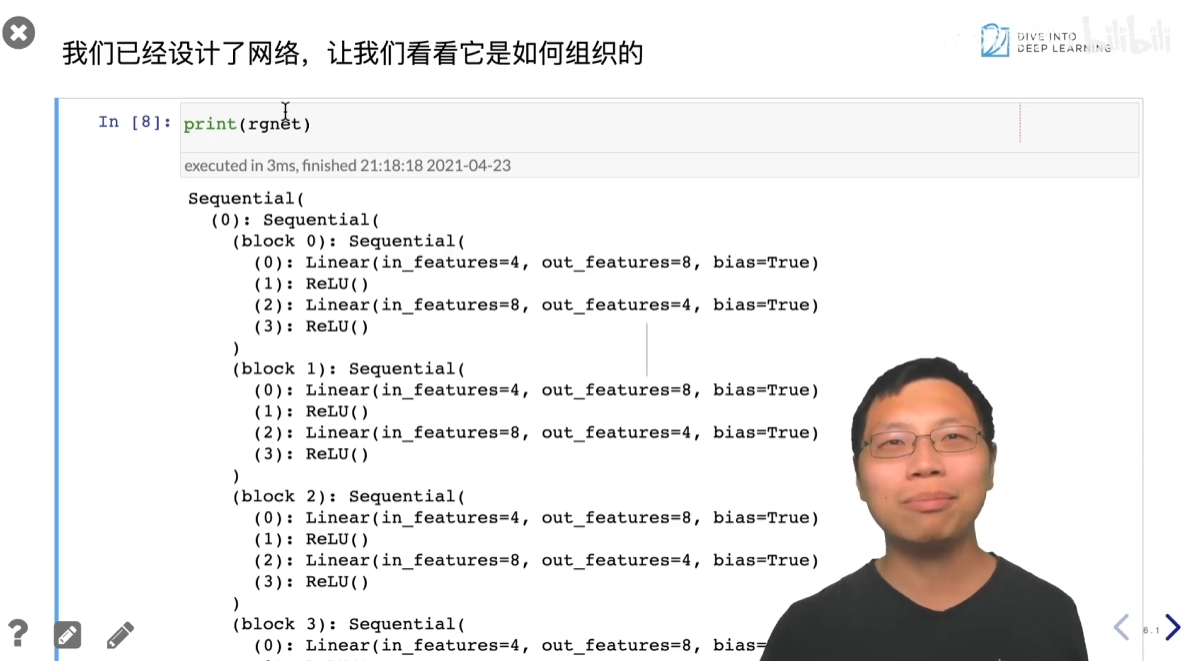 我们已经设计了网络，让我们看看它是如何组织的
DIVE INTO
DEEP LEARNING
bilibili
In [8]: print(rgnet)
executed in 3ms, finished 21:18:18 2021-04-23
Sequential(
  (0): Sequential(
    (block 0): Sequential(
      (0): Linear(in_features=4, out_features=8, bias=True)
      (1): ReLU()
      (2): Linear(in_features=8, out_features=4, bias=True)
      (3): ReLU()
    )
    (block 1): Sequential(
      (0): Linear(in_features=4, out_features=8, bias=True)
      (1): ReLU()
      (2): Linear(in_features=8, out_features=4, bias=True)
      (3): ReLU()
    )
    (block 2): Sequential(
      (0): Linear(in_features=4, out_features=8, bias=True)
      (1): ReLU()
      (2): Linear(in_features=8, out_features=4, bias=True)
      (3): ReLU()
    )
    (block 3): Sequential(
      (0): Linear(in_features=4, out_features=8, bias=
?
6.1